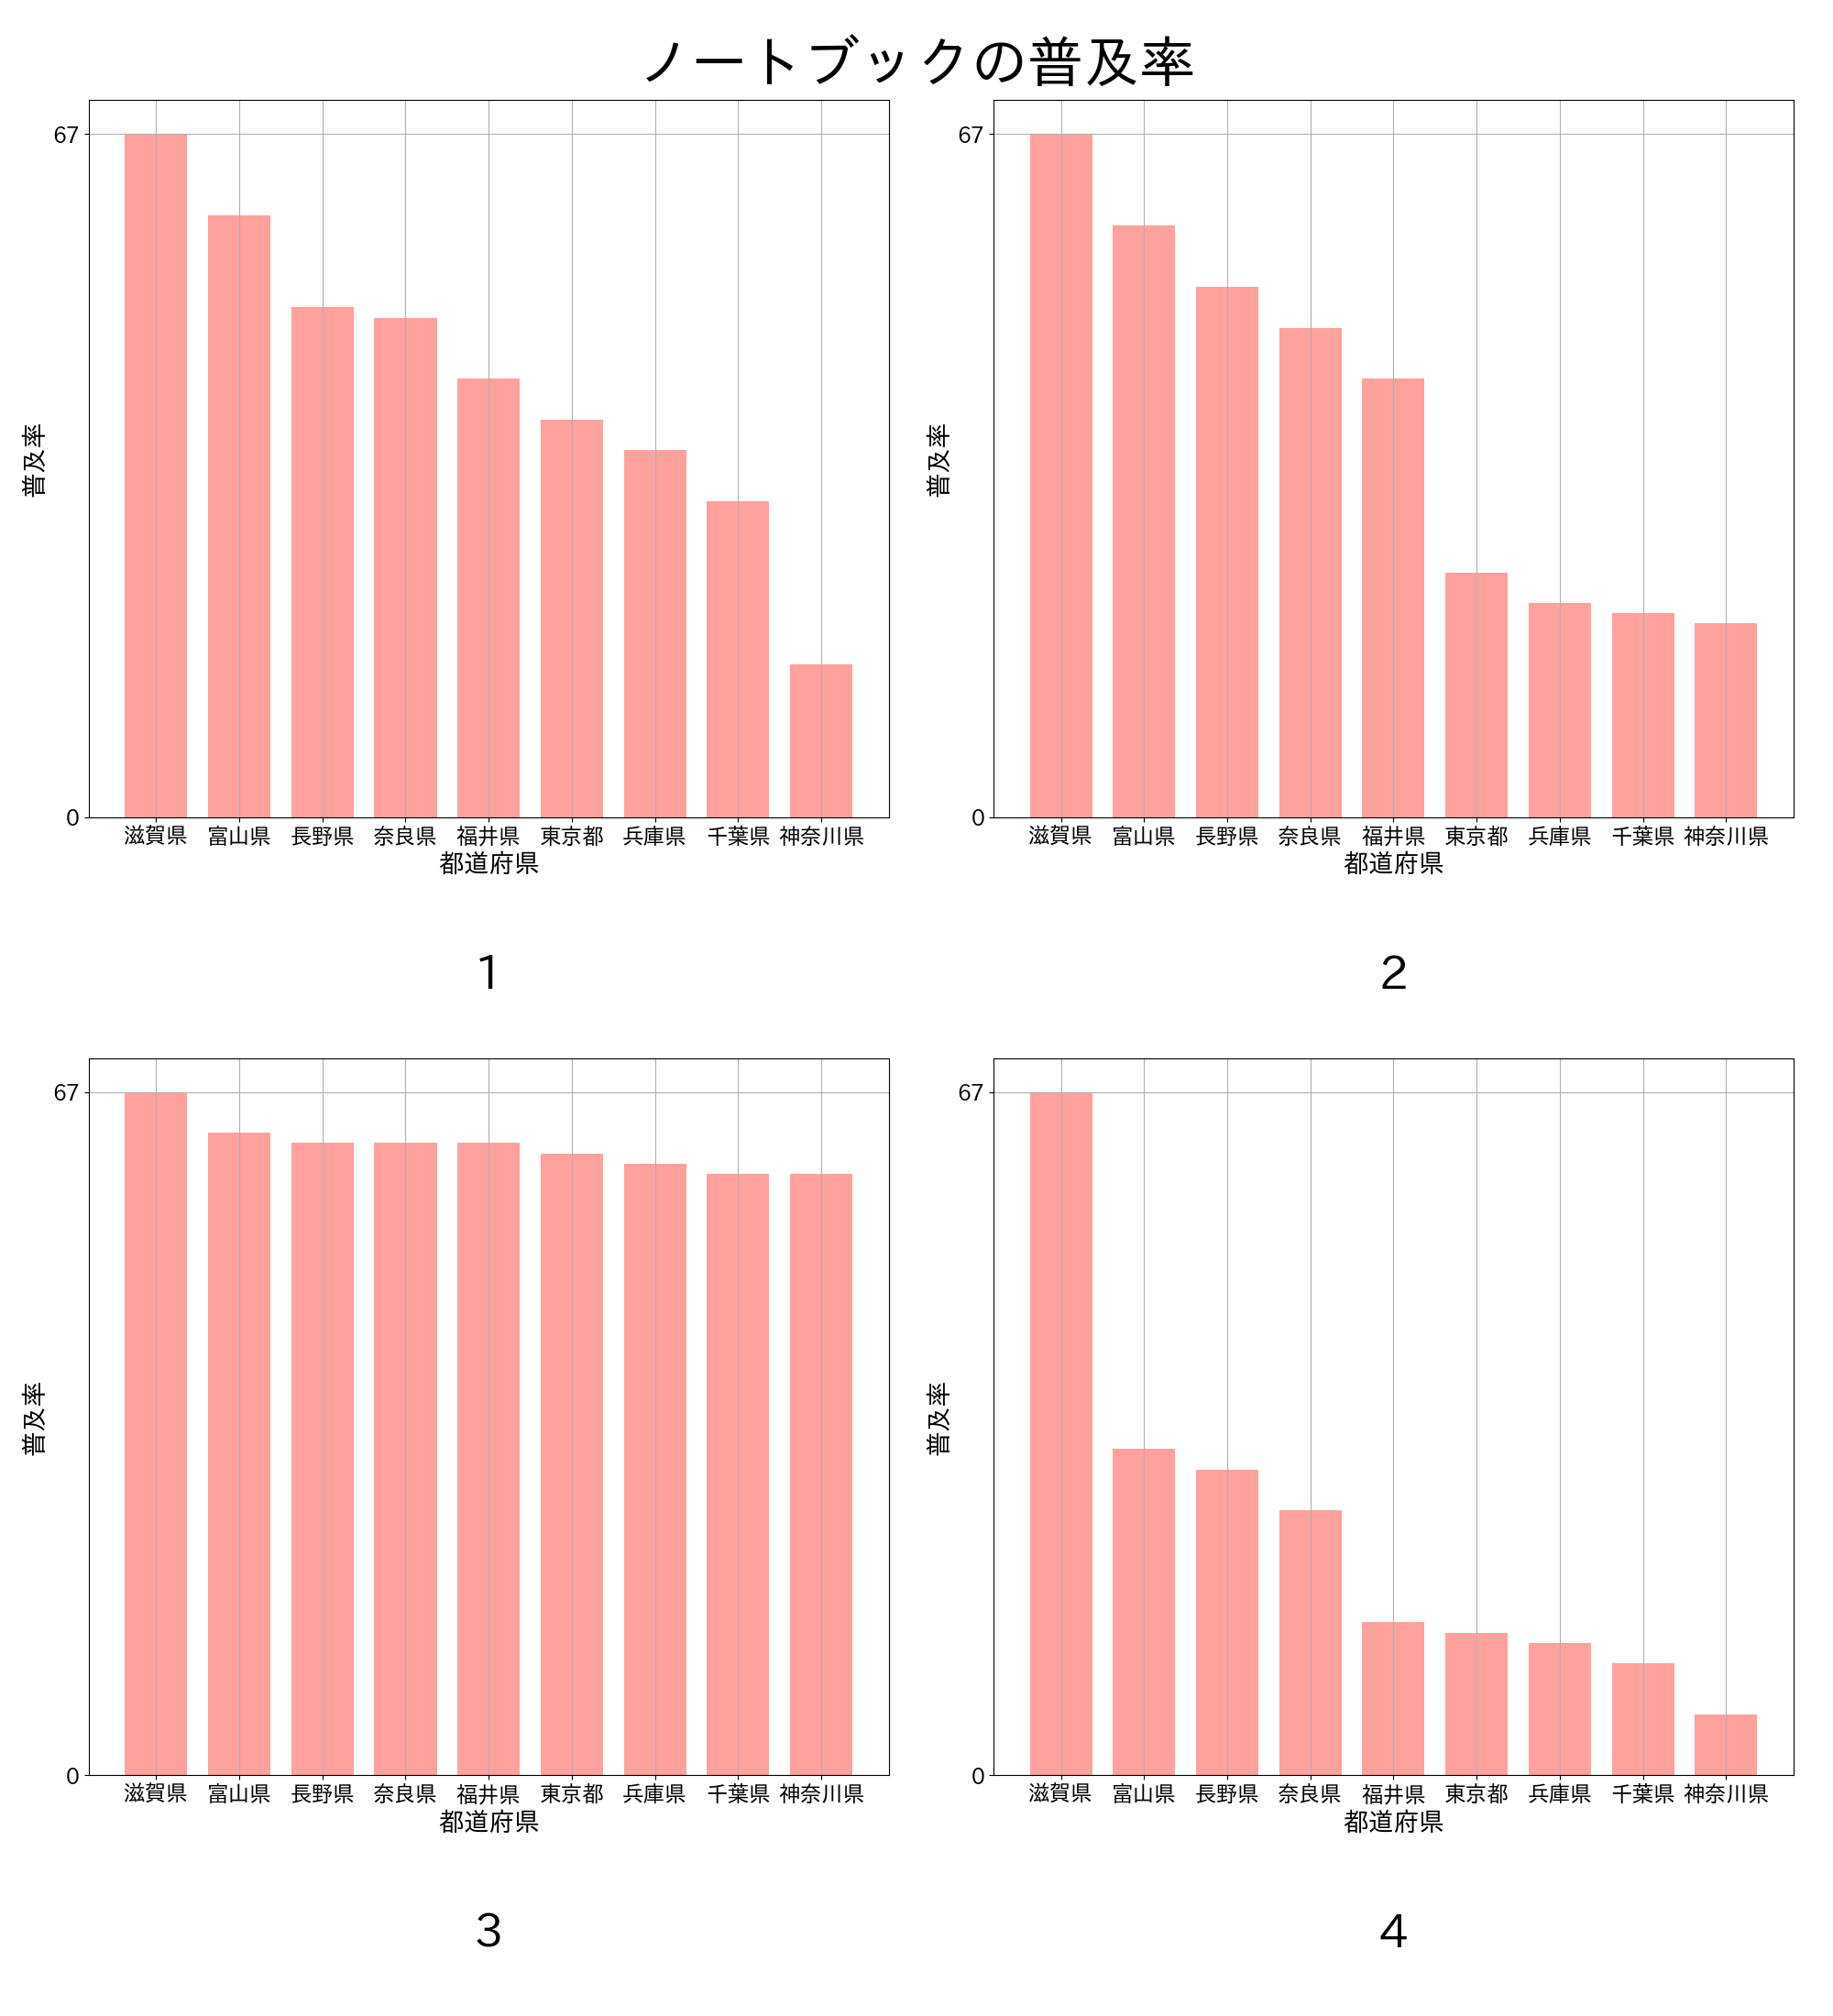 ノートブックの普及率
67
0
普及率
滋賀県 富山県 長野県 奈良県 福井県 東京都 兵庫県 千葉県 神奈川県
都道府県
1
67
0
普及率
滋賀県 富山県 長野県 奈良県 福井県 東京都 兵庫県 千葉県 神奈川県
都道府県
2
67
0
普及率
滋賀県 富山県 長野県 奈良県 福井県 東京都 兵庫県 千葉県 神奈川県
都道府県
3
67
0
普及率
滋賀県 富山県 長野県 奈良県 福井県 東京都 兵庫県 千葉県 神奈川県
都道府県
4